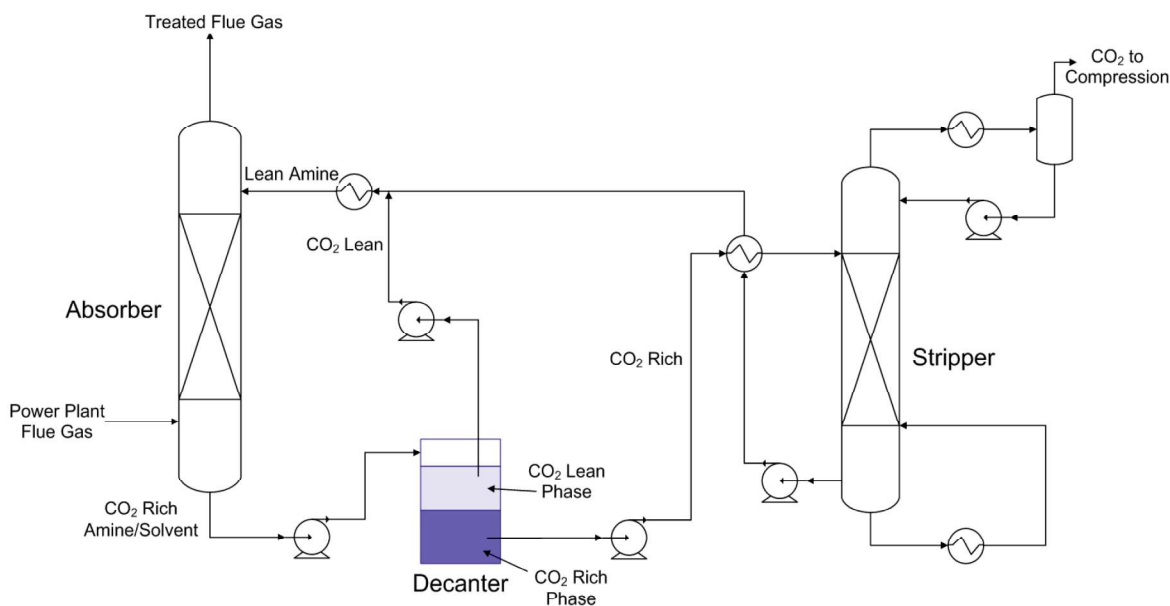 Treated Flue Gas
CO₂ to
Compression
Lean Amine
CO₂ Lean
Absorber
CO₂ Rich
Stripper
Power Plant
Flue Gas
CO₂ Lean
Phase
CO₂ Rich
Amine/Solvent
CO₂ Rich
Phase
Decanter